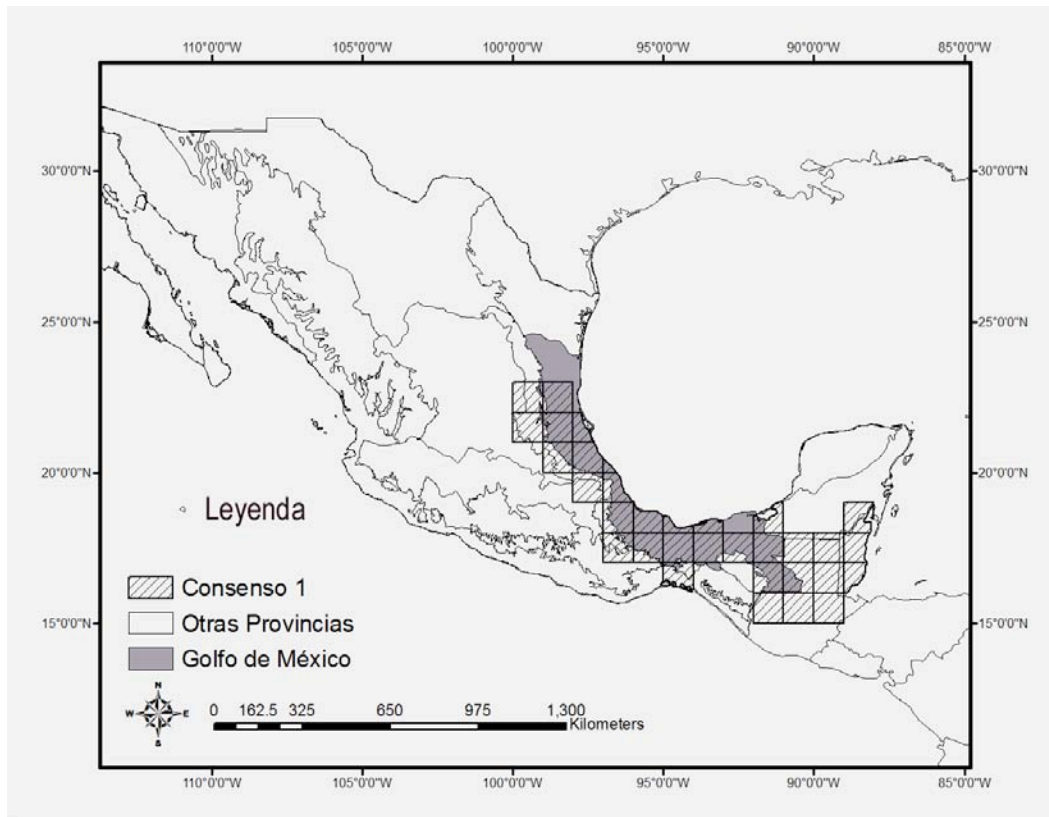 110°0'0"W 105°0'0"W 100°0'0"W 95°0'0"W 90°0'0"W 85°0'0"W
30°0'0"N 30°0'0"N
25°0'0"N 25°0'0"N
20°0'0"N 20°0'0"N
Leyenda
Consenso 1
Otras Provincias
15°0'0"N 15°0'0"N
Golfo de México
N
W E
S
0 162.5 325 650 975 1,300
Kilometers
110°0'0"W 105°0'0"W 100°0'0"W 95°0'0"W 90°0'0"W 85°0'0"W